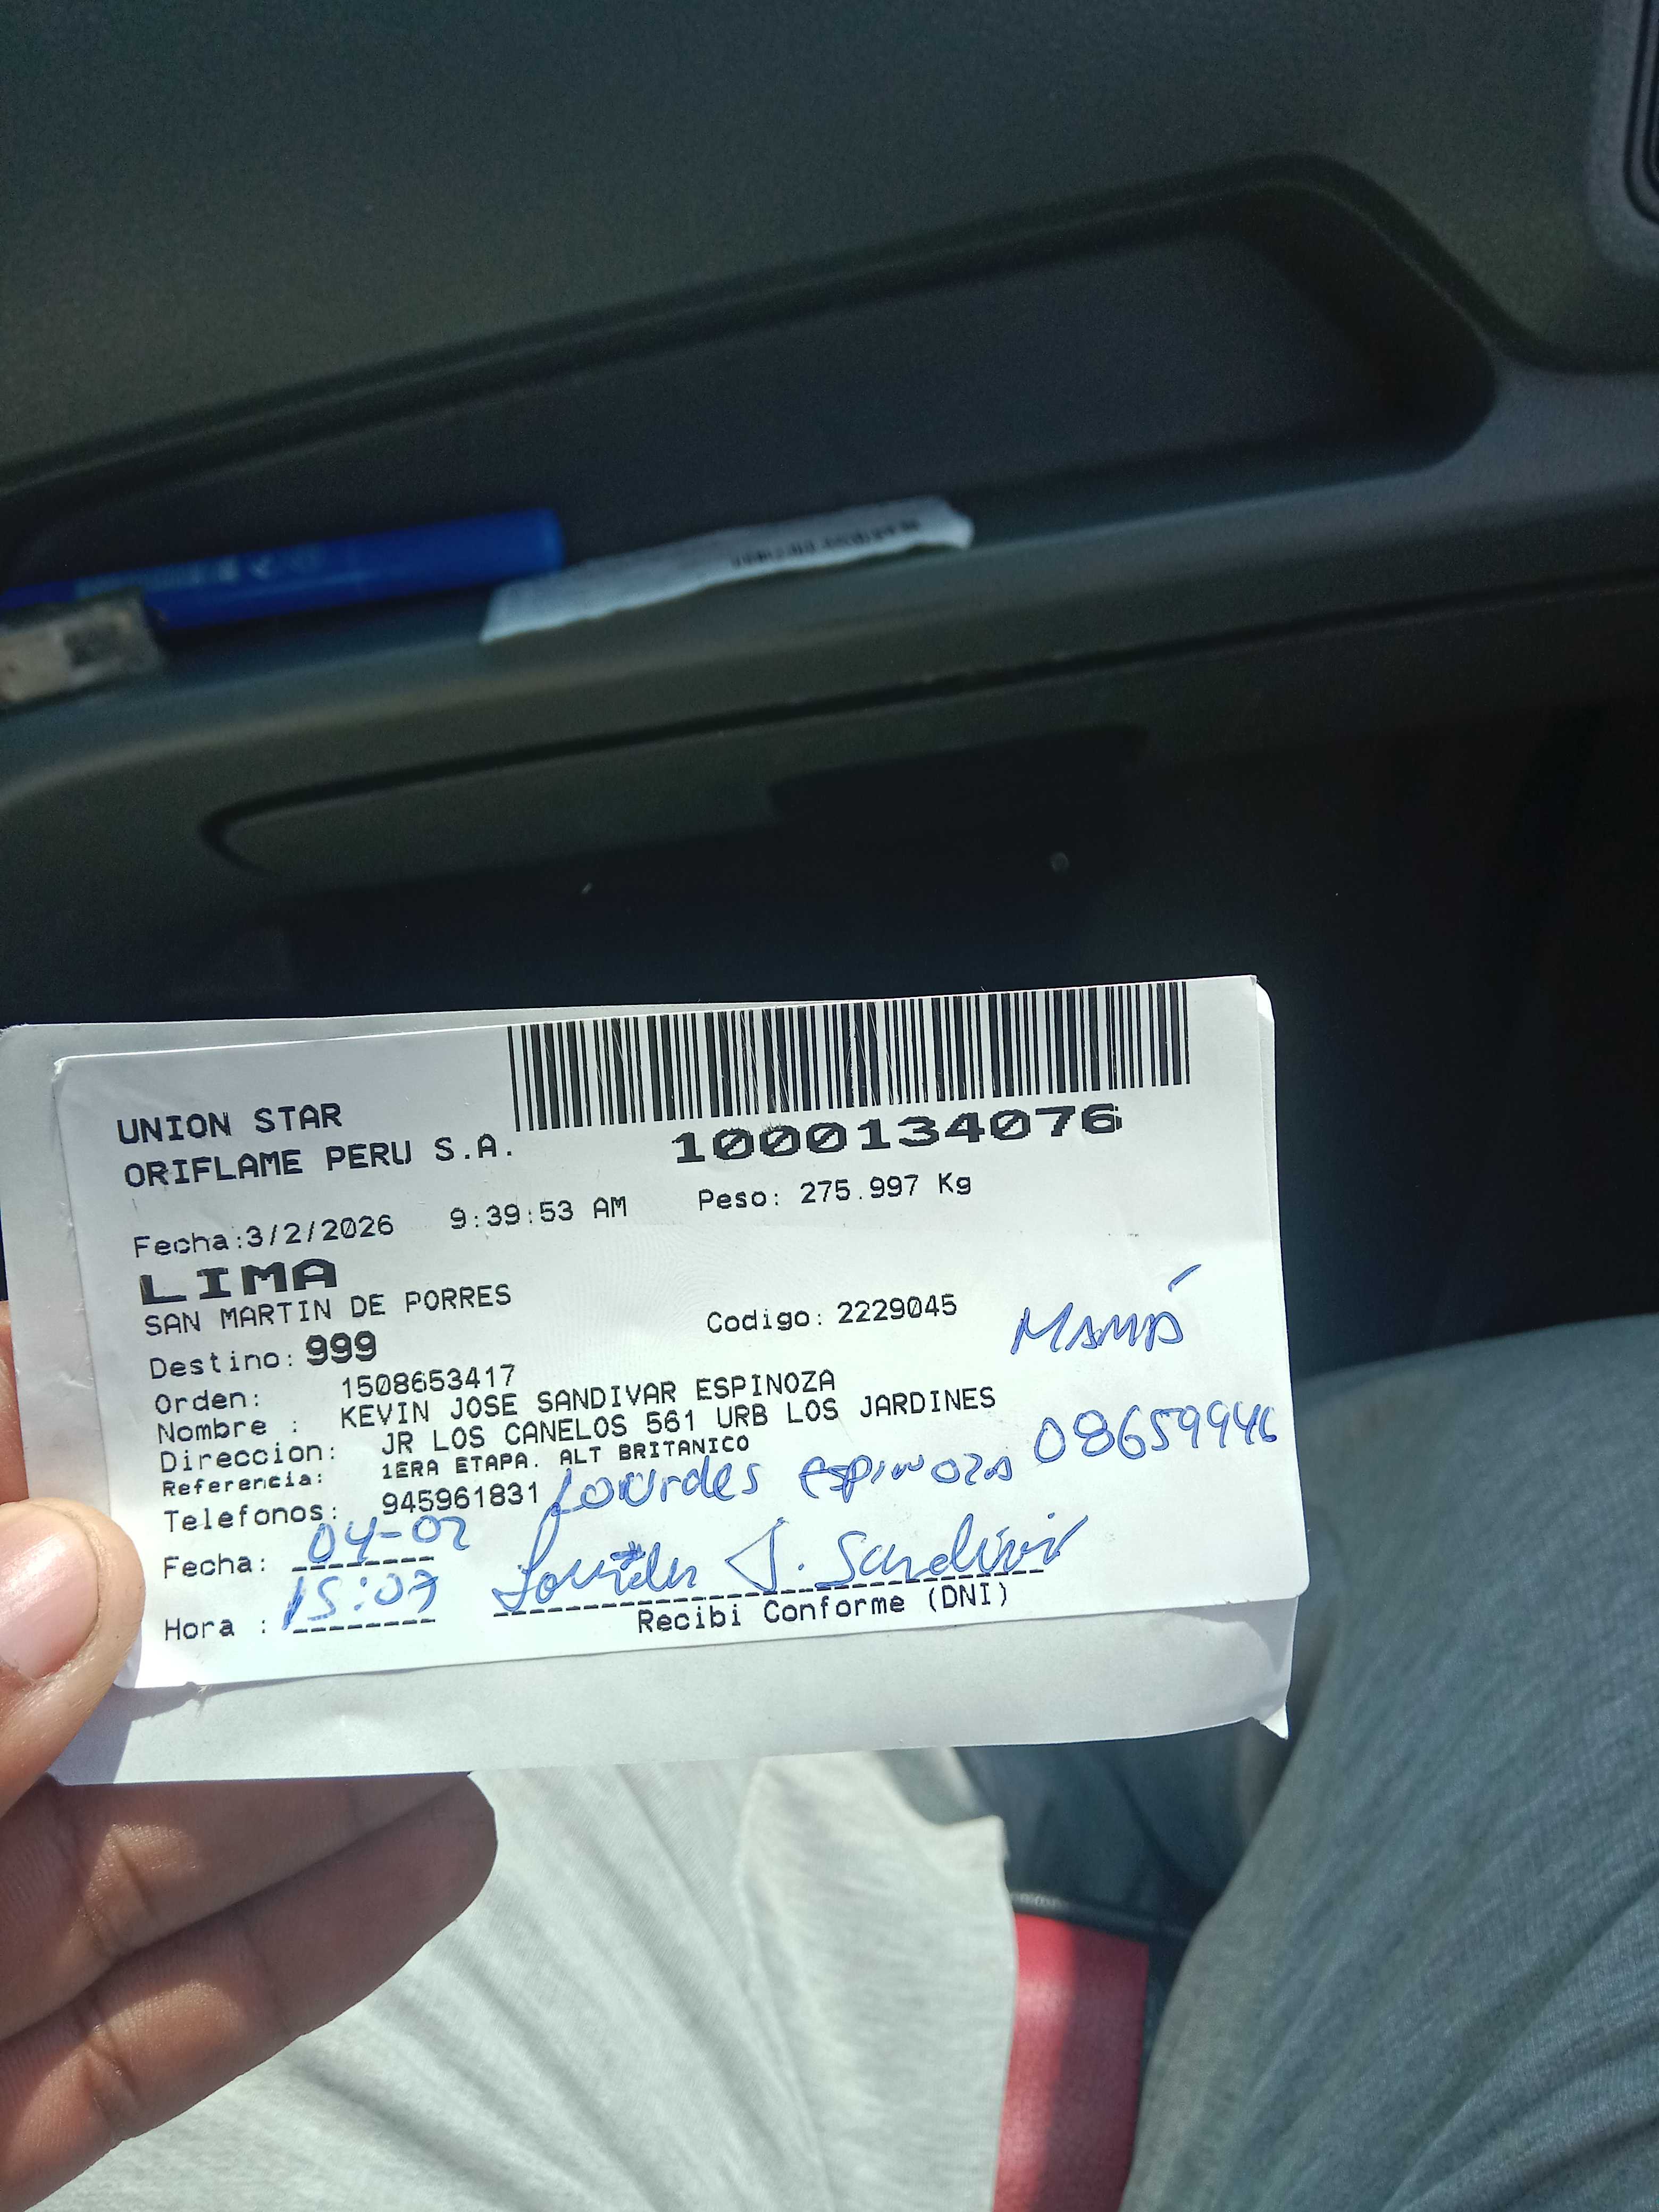 UNION STAR
ORIFLAME PERU S.A.
1000134076
Fecha:3/2/2026 9:39:53 AM Peso: 275.997 Kg
LIMA
SAN MARTIN DE PORRES
Codigo: 2229045
MAMÁ
Destino: 999
Orden: 1508653417
Nombre : KEVIN JOSE SANDIVAR ESPINOZA
Direccion: JR LOS CANELOS 561 URB LOS JARDINES
Referencia: 1ERA ETAPA. ALT BRITANICO
08659946
Telefonos: 945961831 Lourdes espinoza
Fecha: 04-02
Lourdes J. Sandivar
Hora : 15:07
Recibi Conforme (DNI)